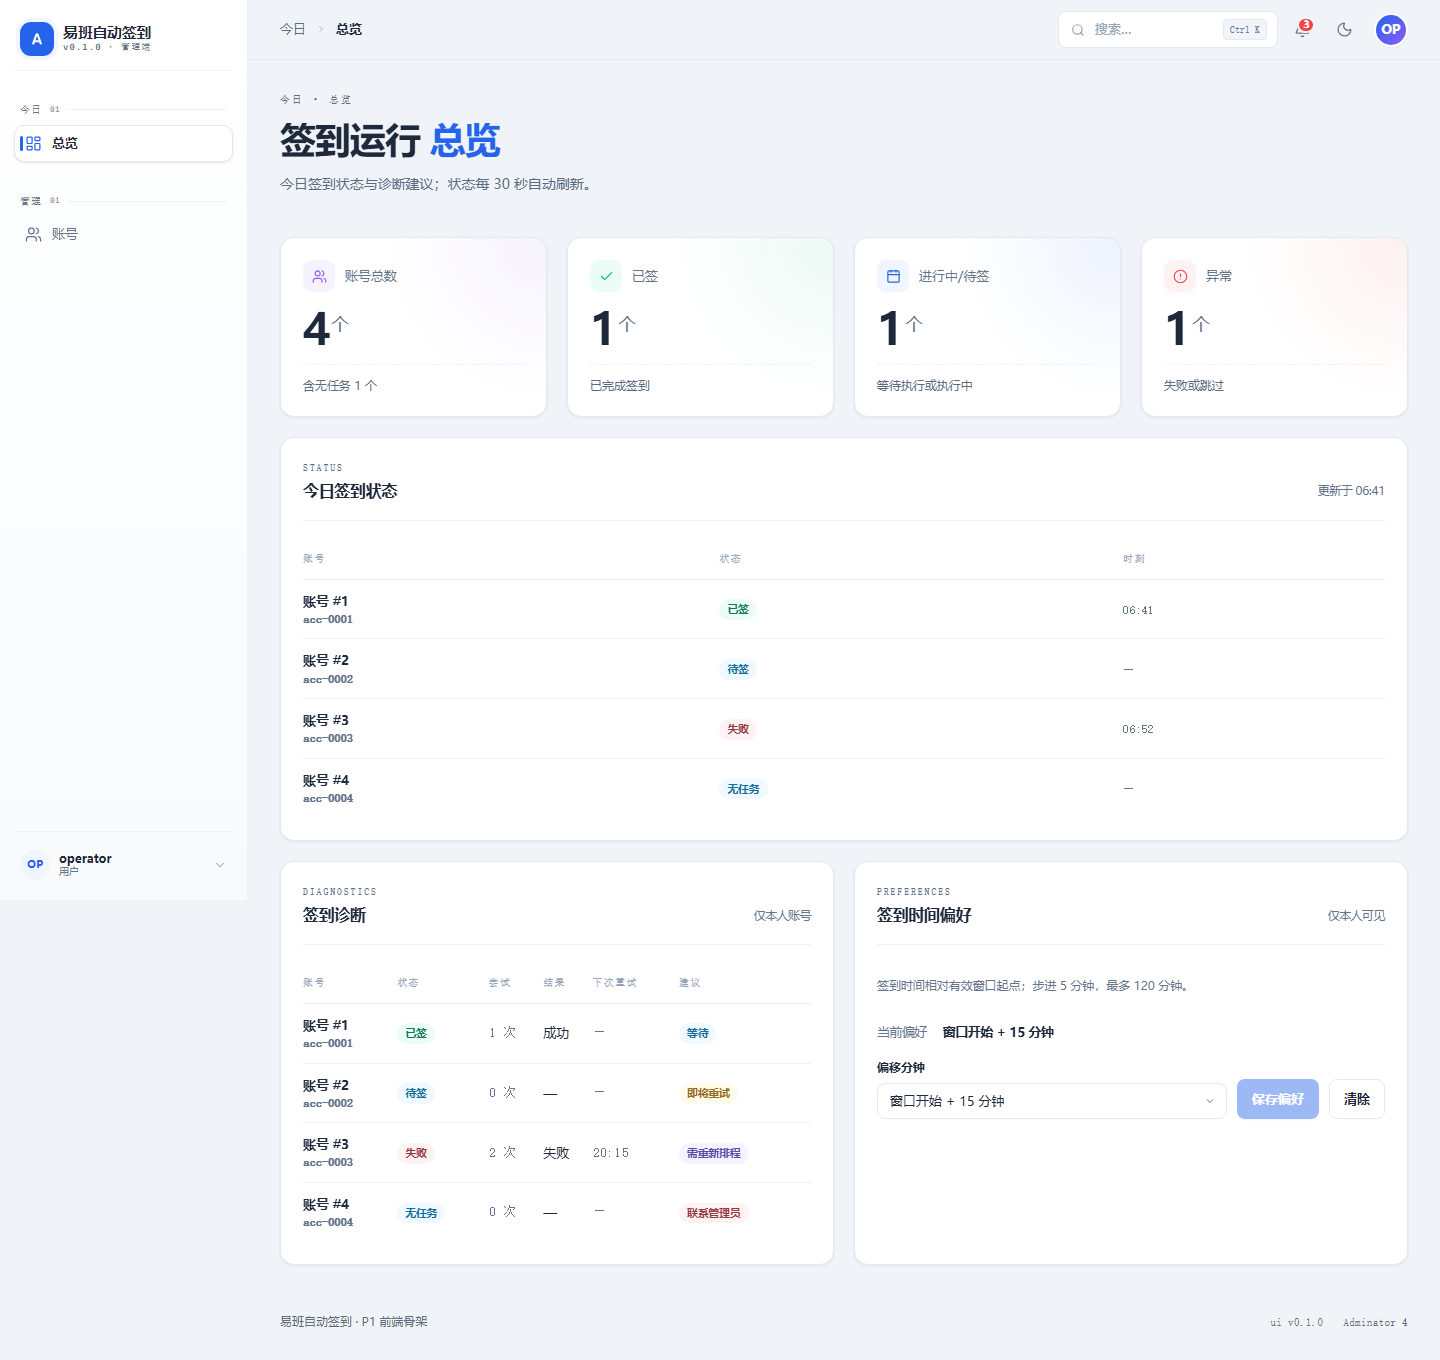 A
易班自动签到
v0.1.0 · 管理端
今日 01
总览
管理 01
账号
OP
operator
用户
今日 › 总览
搜索... Ctrl K
3
OP
今日 • 总览
签到运行 总览
今日签到状态与诊断建议；状态每 30 秒自动刷新。
账号总数
4个
含无任务 1 个
已签
1个
已完成签到
进行中/待签
1个
等待执行或执行中
异常
1个
失败或跳过
STATUS
今日签到状态
更新于 06:41
账号 状态 时刻
账号 #1
acc-0001
已签
06:41
账号 #2
acc-0002
待签
—
账号 #3
acc-0003
失败
06:52
账号 #4
acc-0004
无任务
—
DIAGNOSTICS
签到诊断
仅本人账号
账号 状态 尝试 结果 下次重试 建议
账号 #1
acc-0001
已签 1 次 成功 — 等待
账号 #2
acc-0002
待签 0 次 — — 即将重试
账号 #3
acc-0003
失败 2 次 失败 20:15 需重新排程
账号 #4
acc-0004
无任务 0 次 — — 联系管理员
PREFERENCES
签到时间偏好
仅本人可见
签到时间相对有效窗口起点；步进 5 分钟，最多 120 分钟。
当前偏好 窗口开始 + 15 分钟
偏移分钟
窗口开始 + 15 分钟
保存偏好
清除
易班自动签到 · P1 前端骨架
ui v0.1.0 Adminator 4